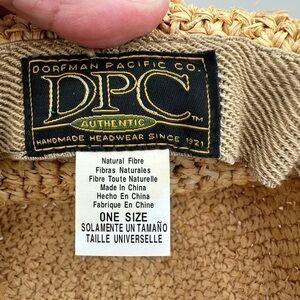 DORFMAN PACIFIC CO.
DPC
AUTHENTIC
TM
HANDMADE HEADWEAR SINCE 1921
Natural Fibre
Fibras Naturales
Fibre Toute Naturelle
Made In China
Hecho En China
Fabrique En China
ONE SIZE
SOLAMENTE UN TAMAÑO
TAILLE UNIVERSELLE